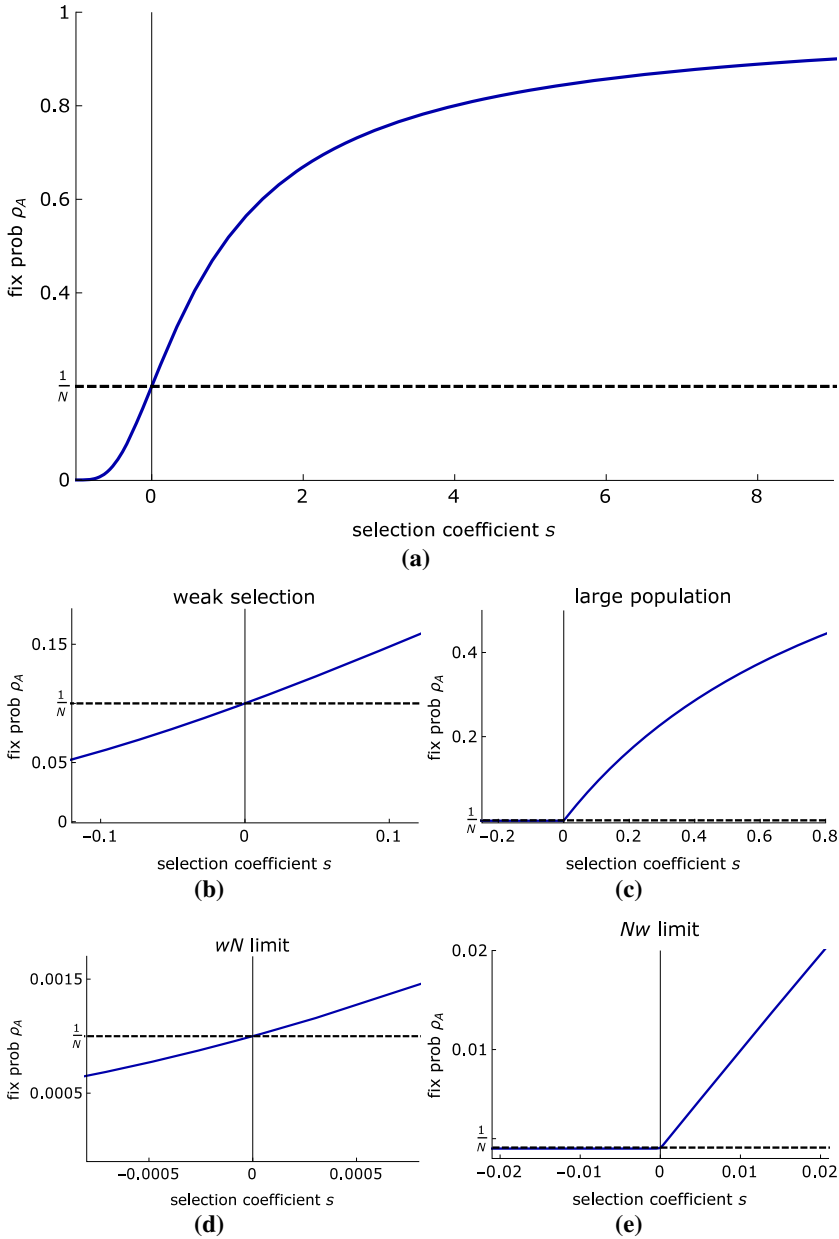 1
0.8
0.6
0.4
1/N
0
fix prob ρA
0 2 4 6 8
selection coefficient s
(a)
weak selection
0.15
1/N
0.05
0
fix prob ρA
−0.1 0 0.1
selection coefficient s
(b)
large population
0.4
0.2
1/N
fix prob ρA
−0.2 0 0.2 0.4 0.6 0.8
selection coefficient s
(c)
wN limit
0.0015
1/N
0.0005
fix prob ρA
−0.0005 0 0.0005
selection coefficient s
(d)
Nw limit
0.02
0.01
1/N
fix prob ρA
−0.02 −0.01 0 0.01 0.02
selection coefficient s
(e)